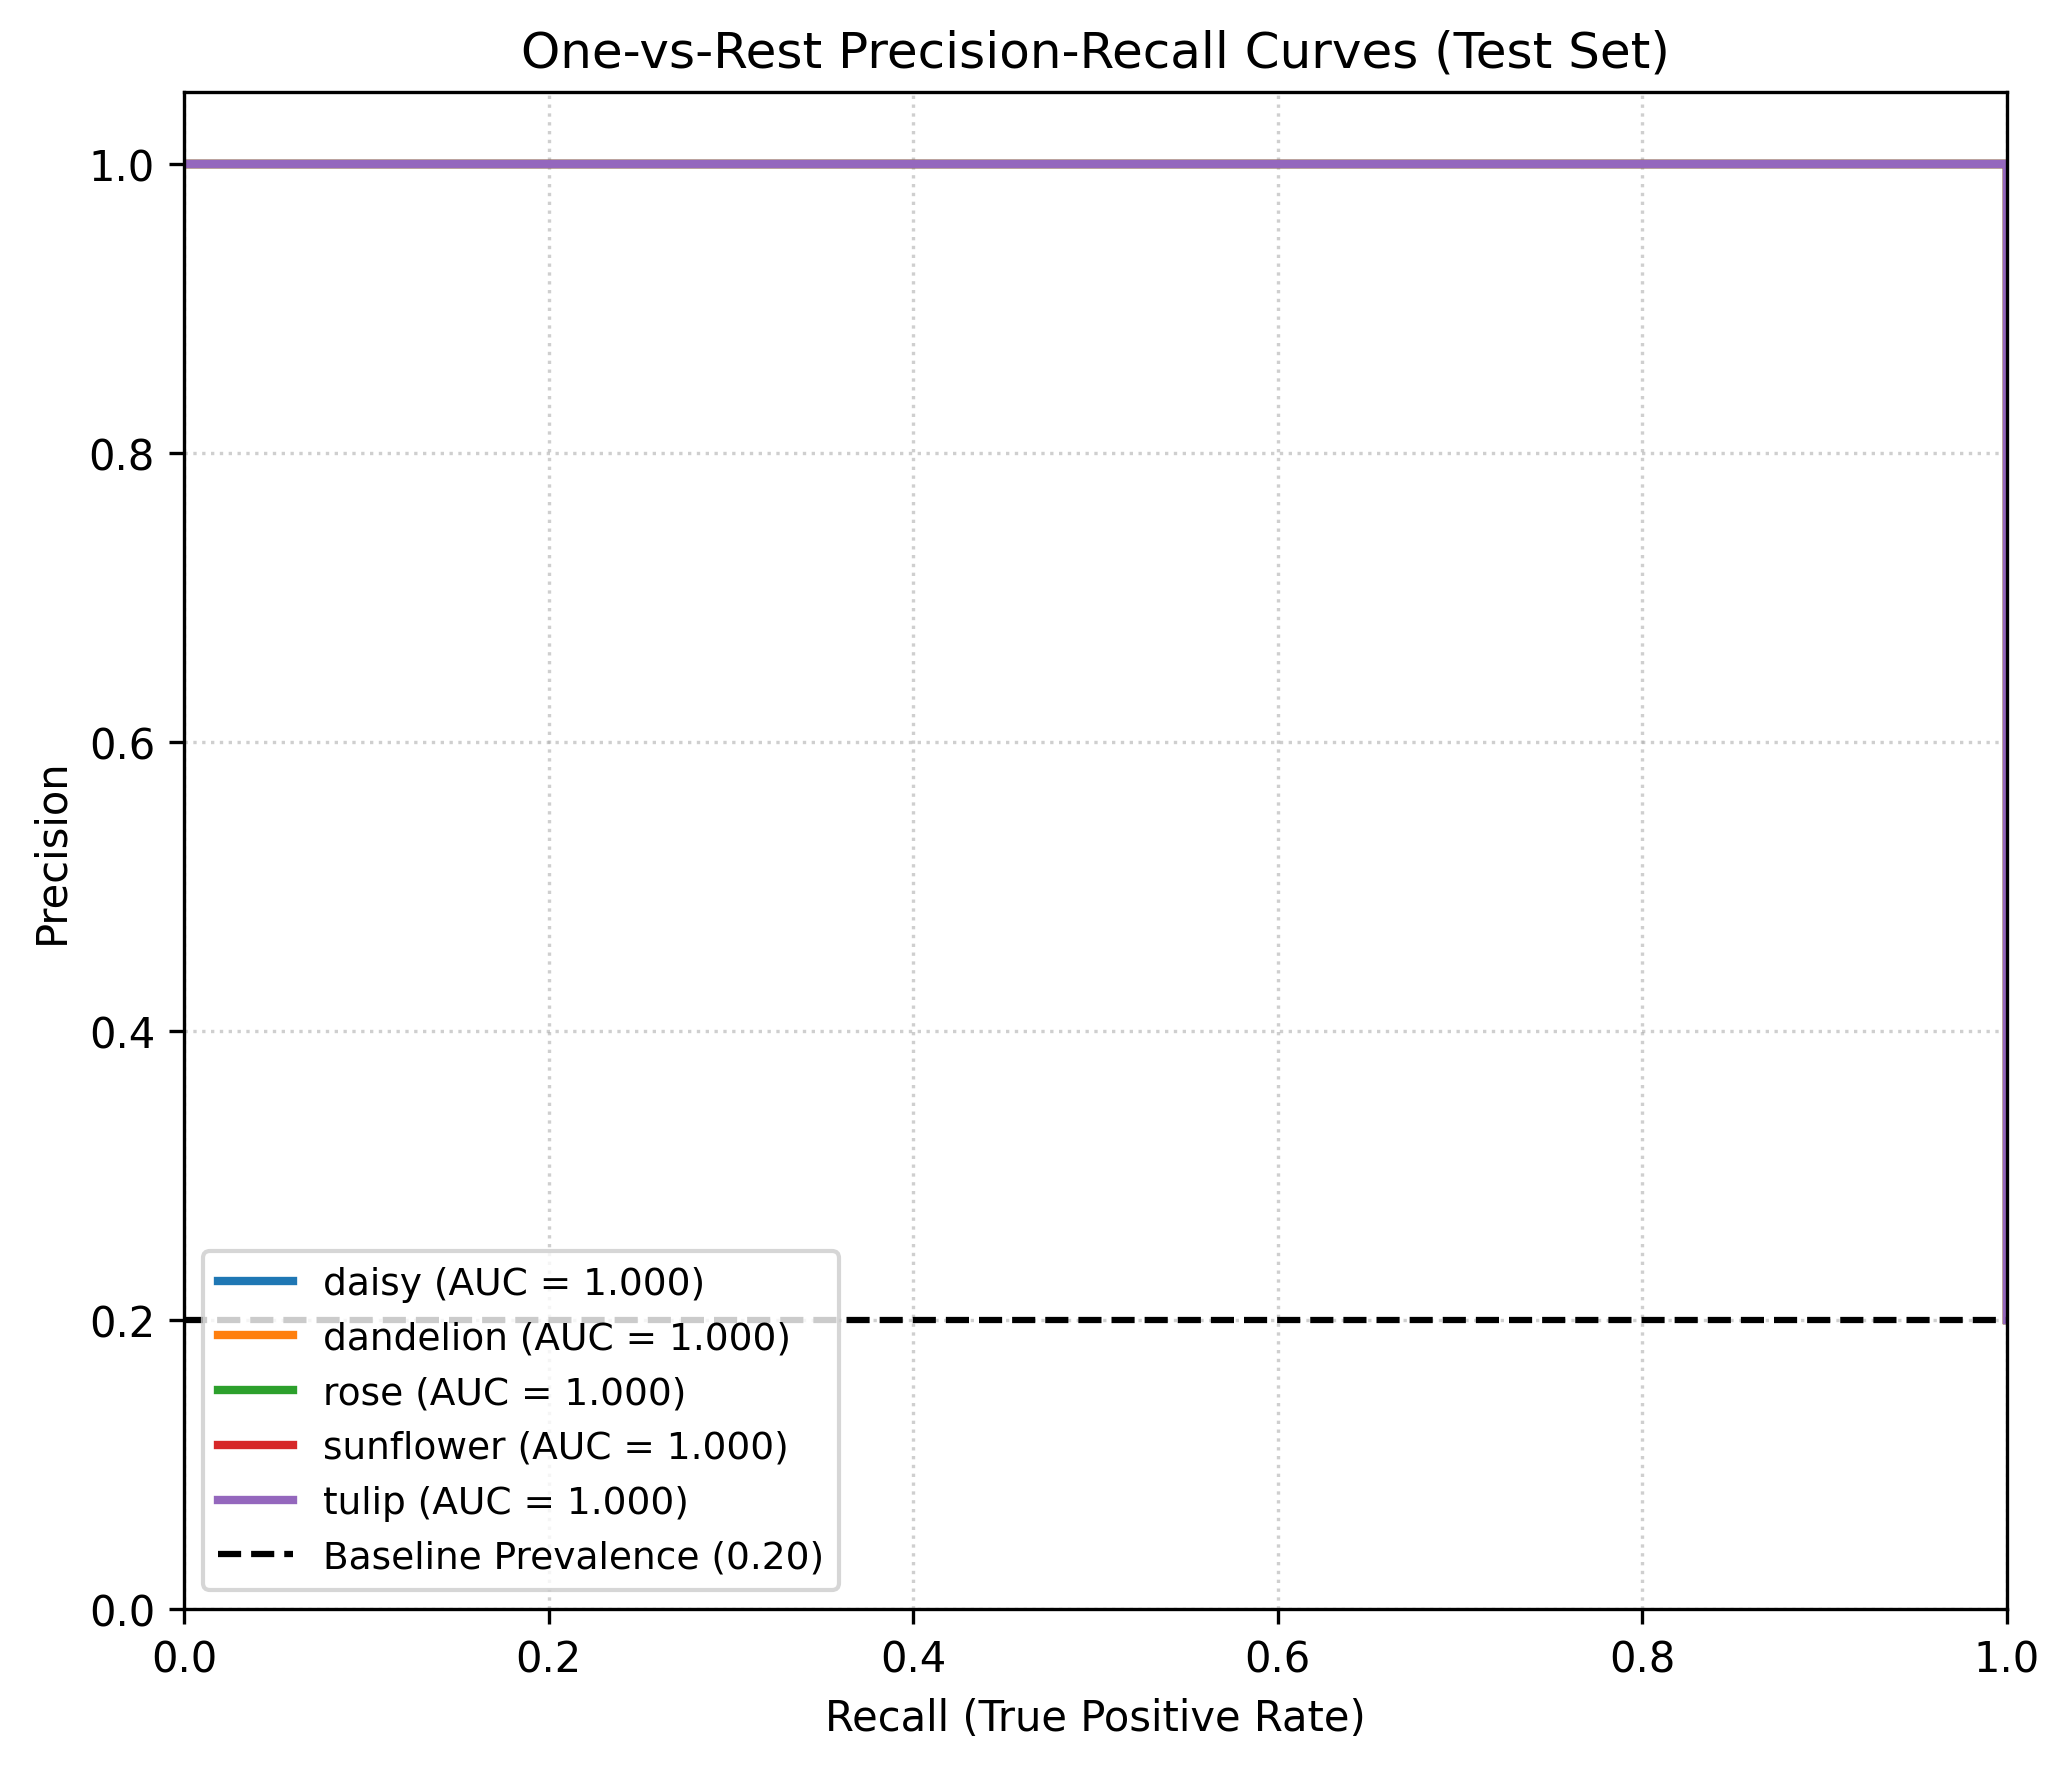 One-vs-Rest Precision-Recall Curves (Test Set)
1.0
0.8
0.6
0.4
0.2
0.0
Precision
daisy (AUC = 1.000)
dandelion (AUC = 1.000)
rose (AUC = 1.000)
sunflower (AUC = 1.000)
tulip (AUC = 1.000)
Baseline Prevalence (0.20)
0.0 0.2 0.4 0.6 0.8 1.0
Recall (True Positive Rate)